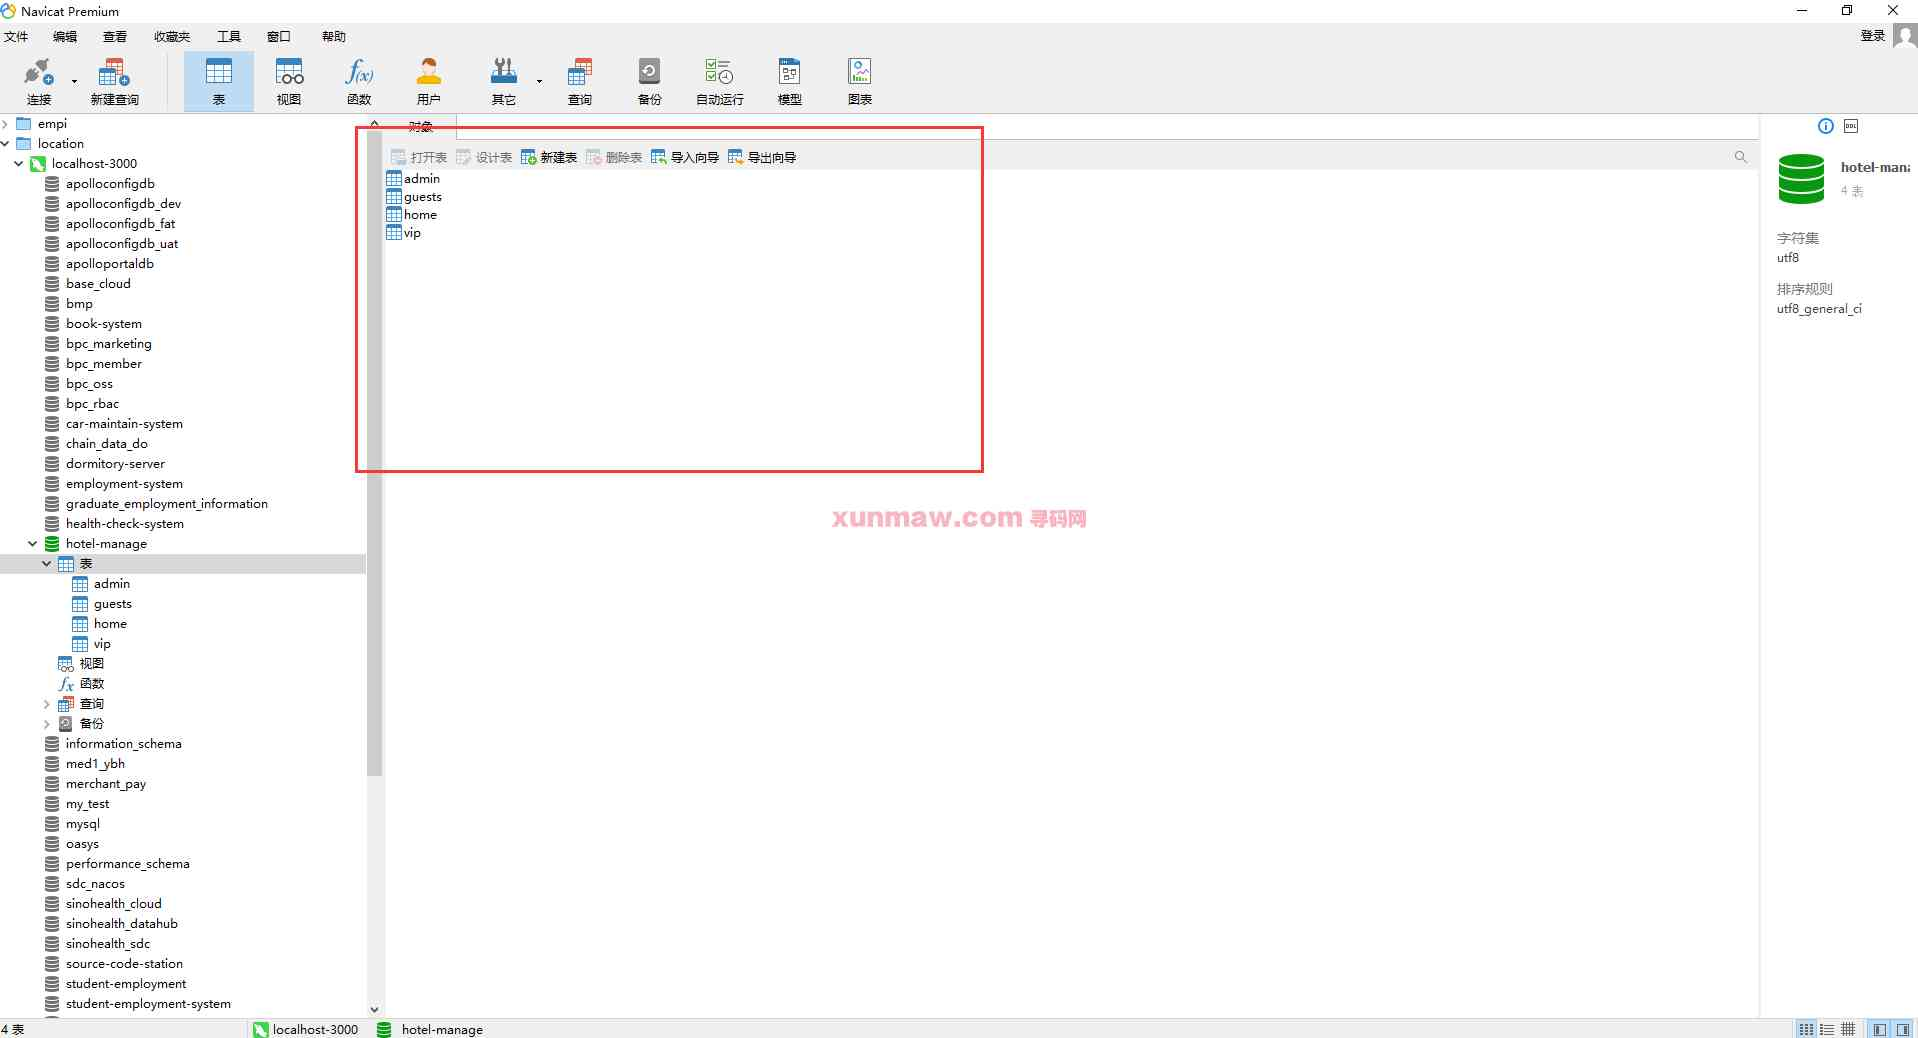 Navicat Premium
文件 编辑 查看 收藏夹 工具 窗口 帮助 登录
连接 新建查询 表 视图 函数 用户 其它 查询 备份 自动运行 模型 图表
empi
location
localhost-3000
apolloconfigdb
apolloconfigdb_dev
apolloconfigdb_fat
apolloconfigdb_uat
apolloportaldb
base_cloud
bmp
book-system
bpc_marketing
bpc_member
bpc_oss
bpc_rbac
car-maintain-system
chain_data_do
dormitory-server
employment-system
graduate_employment_information
health-check-system
hotel-manage
表
admin
guests
home
vip
视图
函数
查询
备份
information_schema
med1_ybh
merchant_pay
my_test
mysql
oasys
performance_schema
sdc_nacos
sinohealth_cloud
sinohealth_datahub
sinohealth_sdc
source-code-station
student-employment
student-employment-system
对象
打开表 设计表 新建表 删除表 导入向导 导出向导
admin
guests
home
vip
xunmaw.com 寻码网
DDL
hotel-mana
4 表
字符集
utf8
排序规则
utf8_general_ci
4 表 localhost-3000 hotel-manage